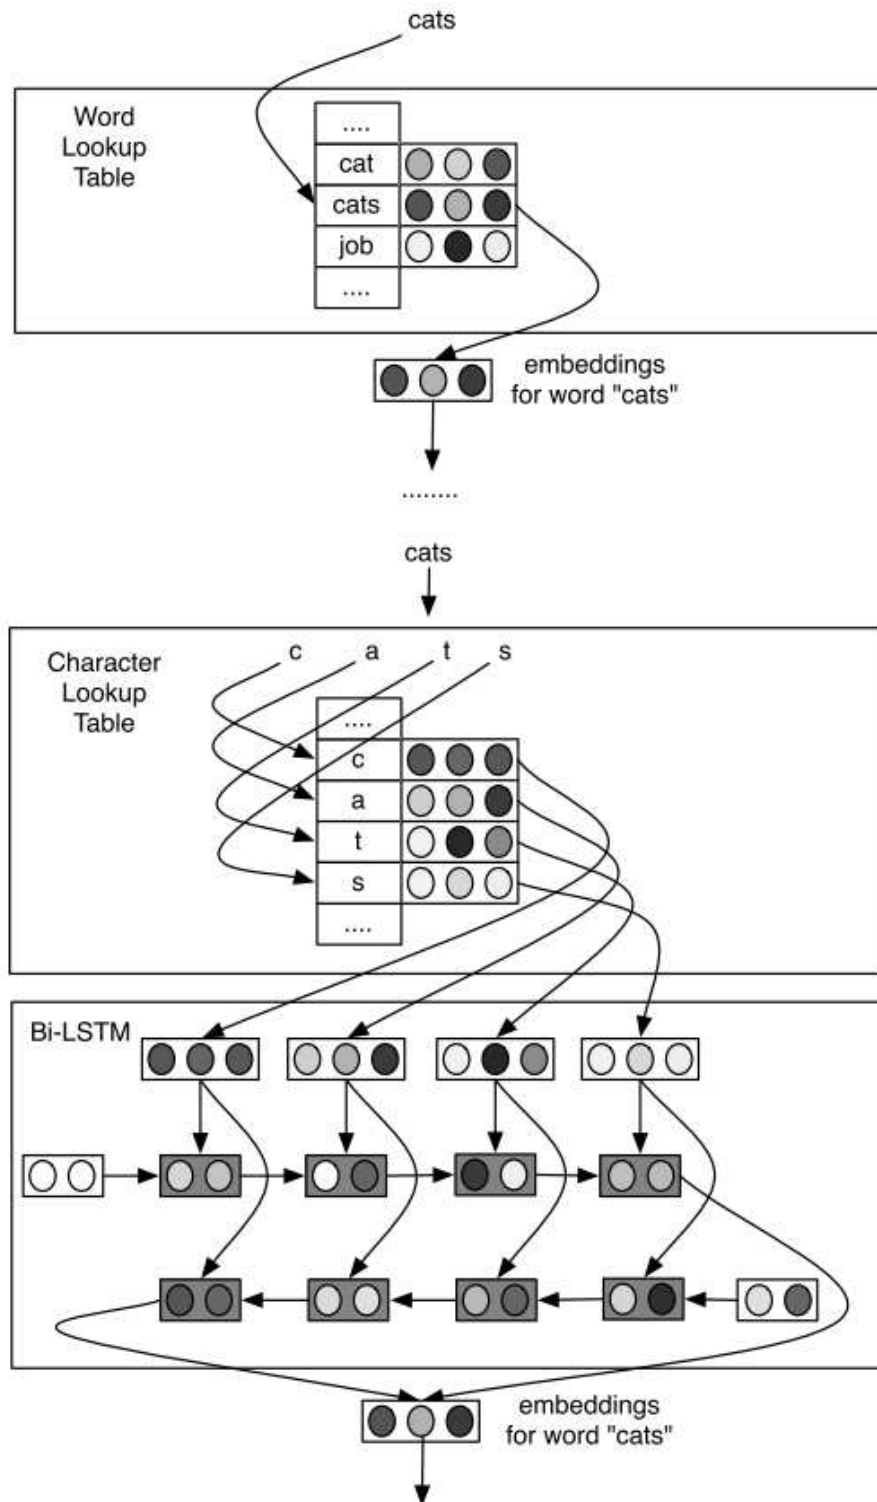 cats
Word
Lookup
Table
....
cat
cats
job
....
embeddings
for word "cats"
........
cats
Character
Lookup
Table
c a t s
....
c
a
t
s
....
Bi-LSTM
embeddings
for word "cats"